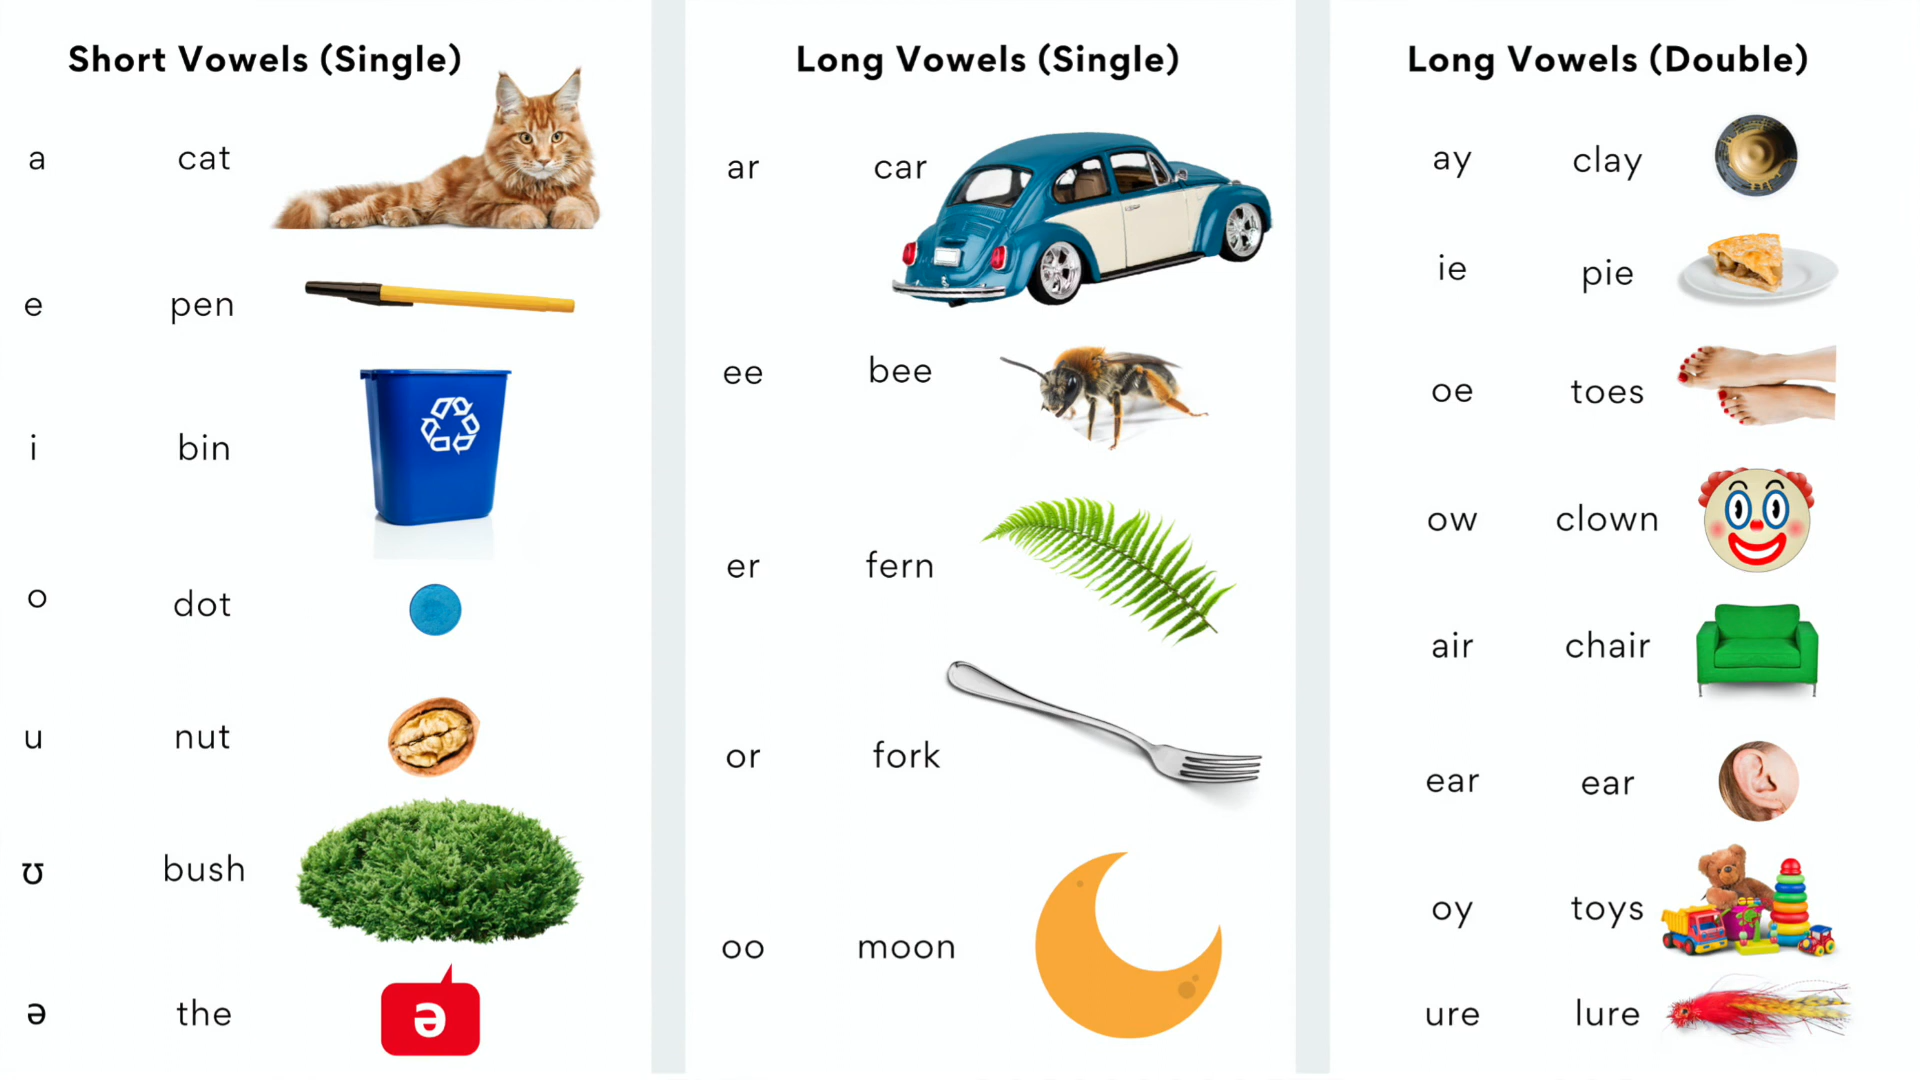 Short Vowels (Single)
a cat
e pen
i bin
o dot
u nut
ʊ bush
ə the
ə
Long Vowels (Single)
ar car
ee bee
er fern
or fork
oo moon
Long Vowels (Double)
ay clay
ie pie
oe toes
ow clown
air chair
ear ear
oy toys
ure lure